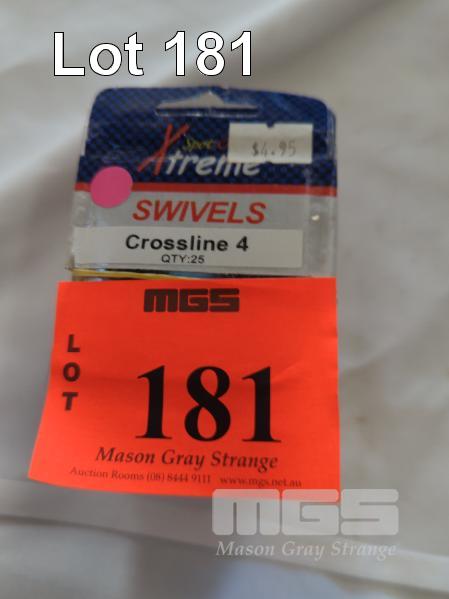 Lot 181
Spot
$4.95
Xtreme
SWIVELS
Crossline 4
QTY:25
MGS
LOT
181
Mason Gray Strange
Auction Rooms (08) 8444 9111 www.mgs.net.au
MGS
Mason Gray Strange